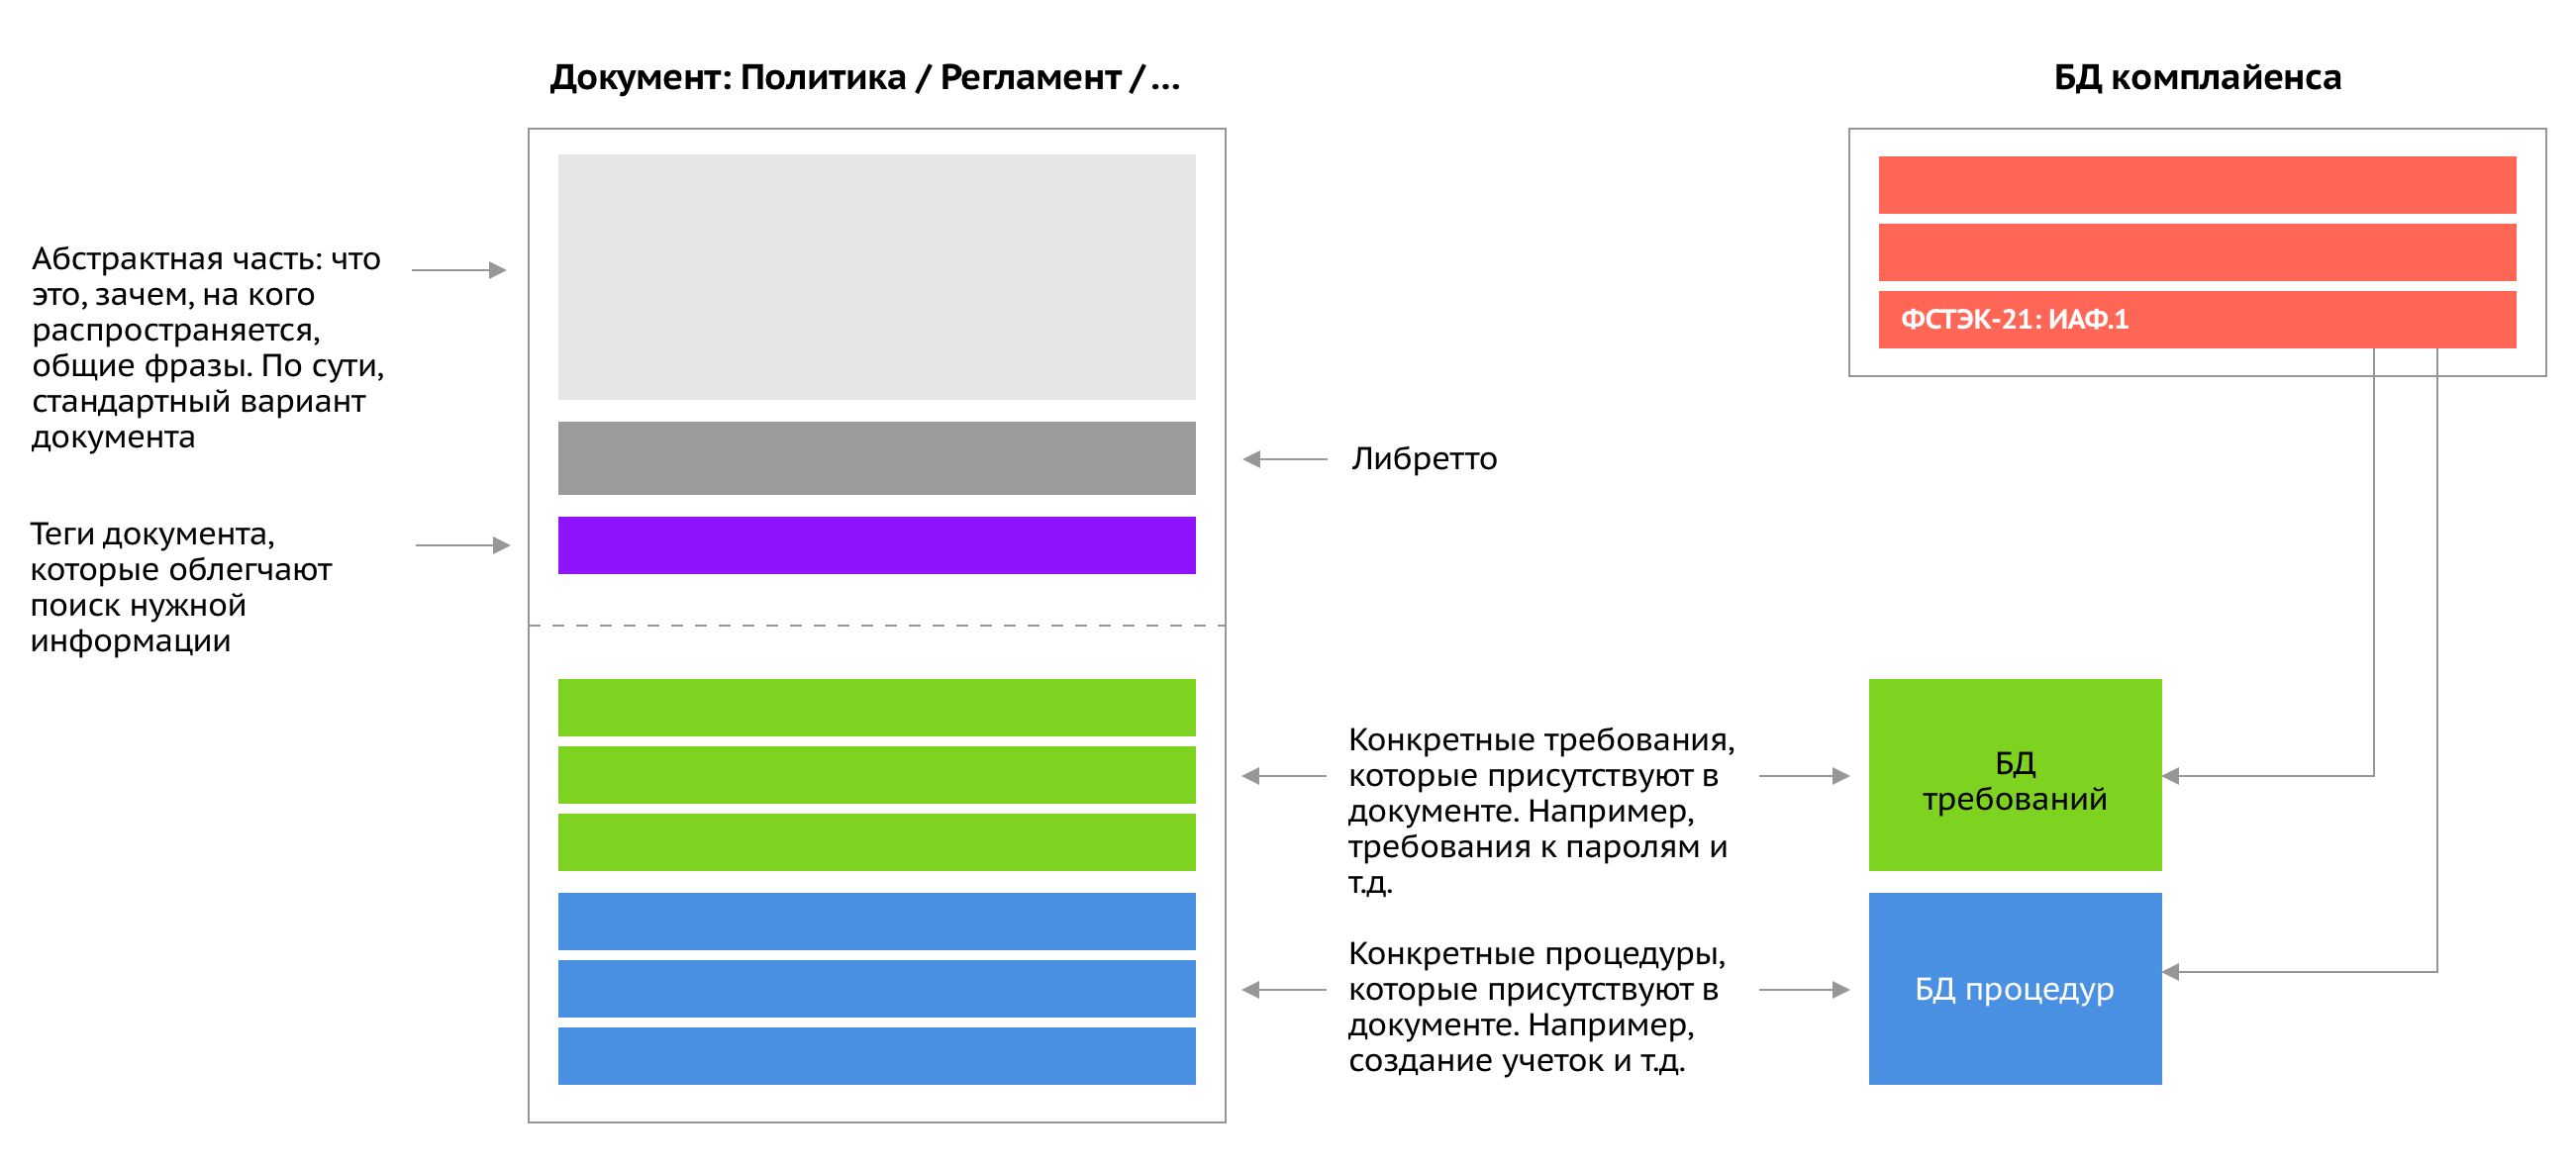 Документ: Политика / Регламент / ...
БД комплайенса
Абстрактная часть: что
это, зачем, на кого
распространяется,
общие фразы. По сути,
стандартный вариант
документа
ФСТЭК-21: ИАФ.1
Либретто
Теги документа,
которые облегчают
поиск нужной
информации
Конкретные требования,
которые присутствуют в
документе. Например,
требования к паролям и
т.д.
БД
требований
Конкретные процедуры,
которые присутствуют в
документе. Например,
создание учеток и т.д.
БД процедур